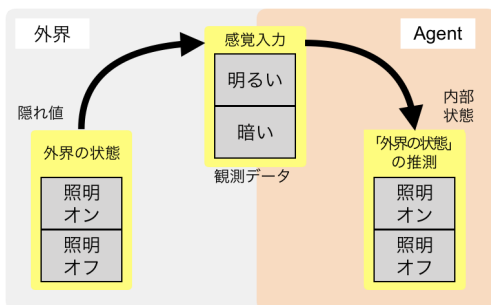 外界
隠れ値
外界の状態
照明
オン
照明
オフ
感覚入力
明るい
暗い
観測データ
Agent
内部
状態
「外界の状態」
の推測
照明
オン
照明
オフ